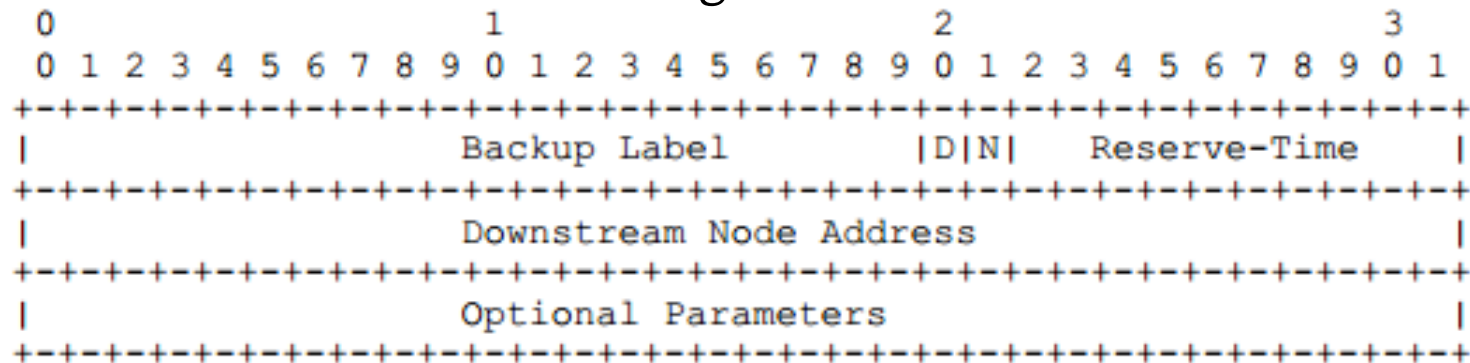 0 1 2 3
0 1 2 3 4 5 6 7 8 9 0 1 2 3 4 5 6 7 8 9 0 1 2 3 4 5 6 7 8 9 0 1
+-+-+-+-+-+-+-+-+-+-+-+-+-+-+-+-+-+-+-+-+-+-+-+-+-+-+-+-+-+-+-+-+
| Backup Label |D|N| Reserve-Time |
+-+-+-+-+-+-+-+-+-+-+-+-+-+-+-+-+-+-+-+-+-+-+-+-+-+-+-+-+-+-+-+-+
| Downstream Node Address |
+-+-+-+-+-+-+-+-+-+-+-+-+-+-+-+-+-+-+-+-+-+-+-+-+-+-+-+-+-+-+-+-+
| Optional Parameters |
+-+-+-+-+-+-+-+-+-+-+-+-+-+-+-+-+-+-+-+-+-+-+-+-+-+-+-+-+-+-+-+-+